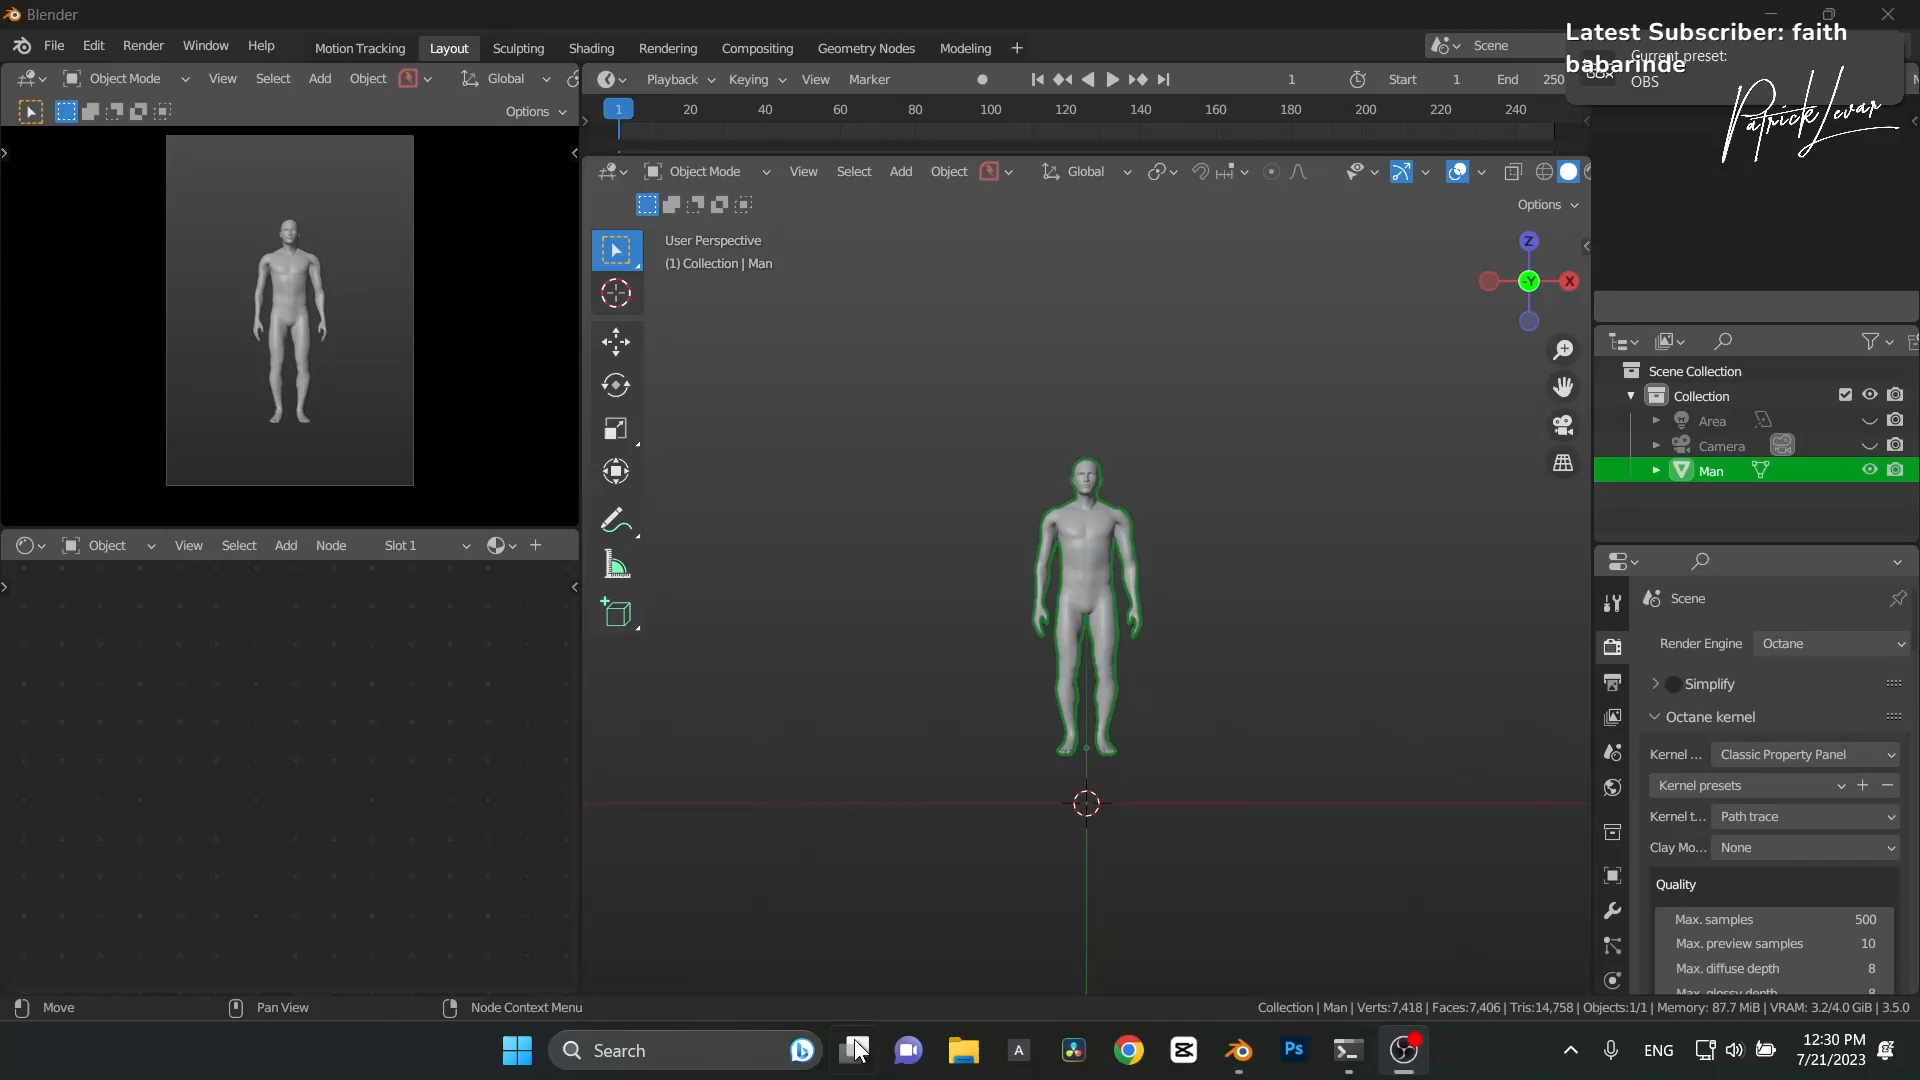 Blender
Latest Subscriber: faith
babarinde
Current preset:
OBS
Patrick Levar
File Edit Render Window Help
Motion Tracking Layout Sculpting Shading Rendering Compositing Geometry Nodes Modeling
Scene
Object Mode View Select Add Object Global
Options
Playback Keying View Marker 1 Start 1 End 250
1 20 40 60 80 100 120 140 160 180 200 220 240
Object Mode View Select Add Object Global
Options
User Perspective
(1) Collection | Man
Z
Y
X
Scene Collection
Collection
Area
Camera
Man
Object View Select Add Node Slot 1
Scene
Render Engine Octane
Simplify
Octane kernel
Kernel ... Classic Property Panel
Kernel presets
Kernel t... Path trace
Clay Mo... None
Quality
Max. samples 500
Max. preview samples 10
Max. diffuse depth 8
Max. glossy depth 8
Move Pan View Node Context Menu
Collection | Man | Verts:7,418 | Faces:7,406 | Tris:14,758 | Objects:1/1 | Memory: 87.7 MiB | VRAM: 3.2/4.0 GiB | 3.5.0
Search
A
Ps
ENG
12:30 PM
7/21/2023